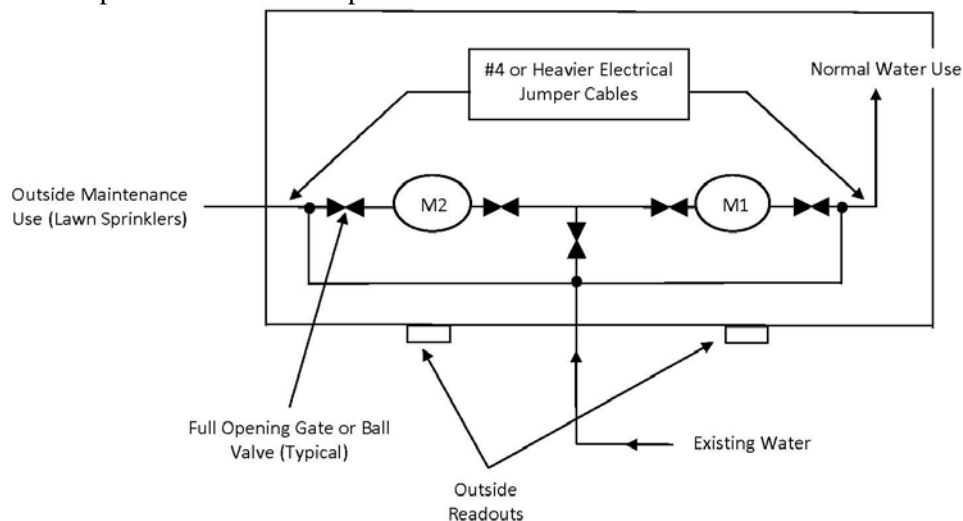 #4 or Heavier Electrical
Jumper Cables
Normal Water Use
Outside Maintenance
Use (Lawn Sprinklers)
M2
M1
Full Opening Gate or Ball
Valve (Typical)
Existing Water
Outside
Readouts